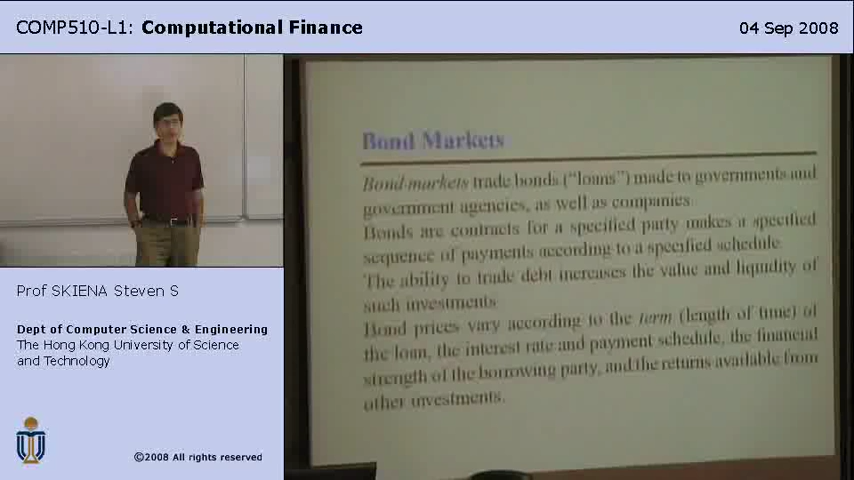 COMP510-L1: Computational Finance
04 Sep 2008
Bond Markets
Bond markets trade bonds (“loans”) made to governments and
government agencies, as well as companies.
Bonds are contracts for a specified party makes a specified
sequence of payments according to a specified schedule.
The ability to trade debt increases the value and liquidity of
such investments.
Bond prices vary according to the term (length of time) of
the loan, the interest rate and payment schedule, the financial
strength of the borrowing party, and the returns available from
other investments.
Prof SKIENA Steven S
Dept of Computer Science & Engineering
The Hong Kong University of Science
and Technology
©2008 All rights reserved